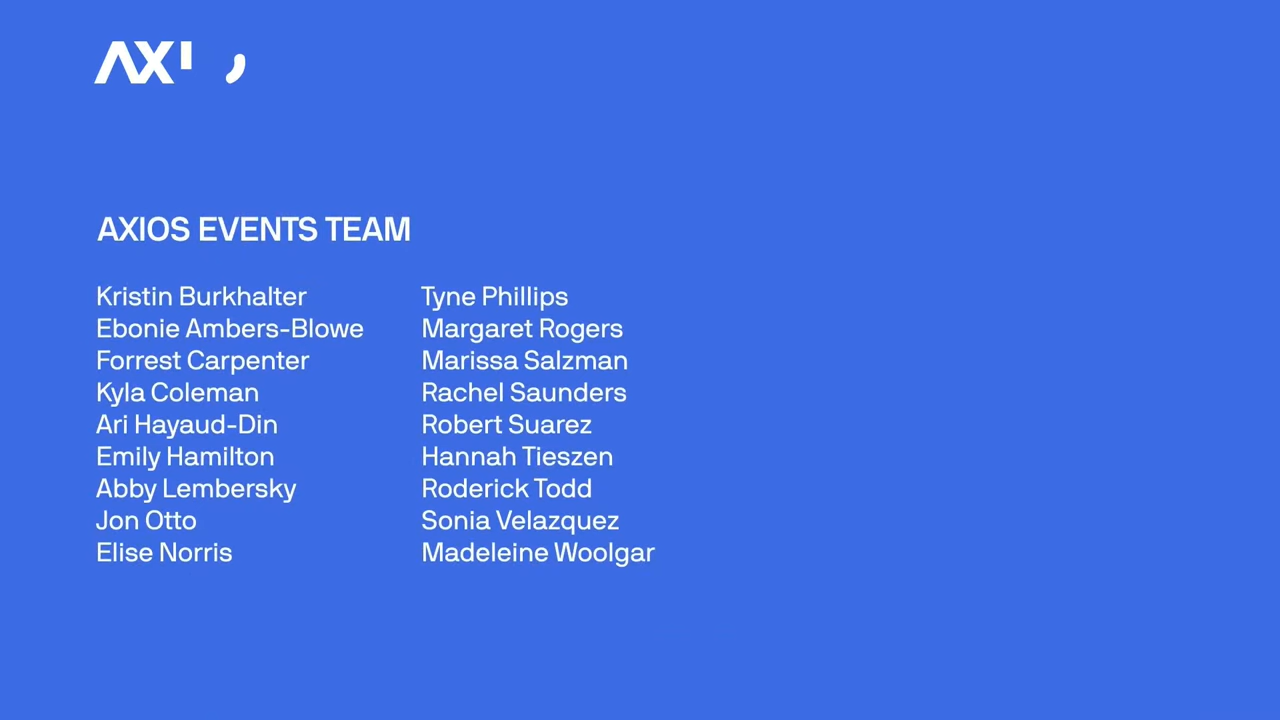 AXI
AXIOS EVENTS TEAM
Kristin Burkhalter
Ebonie Ambers-Blowe
Forrest Carpenter
Kyla Coleman
Ari Hayaud-Din
Emily Hamilton
Abby Lembersky
Jon Otto
Elise Norris
Tyne Phillips
Margaret Rogers
Marissa Salzman
Rachel Saunders
Robert Suarez
Hannah Tieszen
Roderick Todd
Sonia Velazquez
Madeleine Woolgar